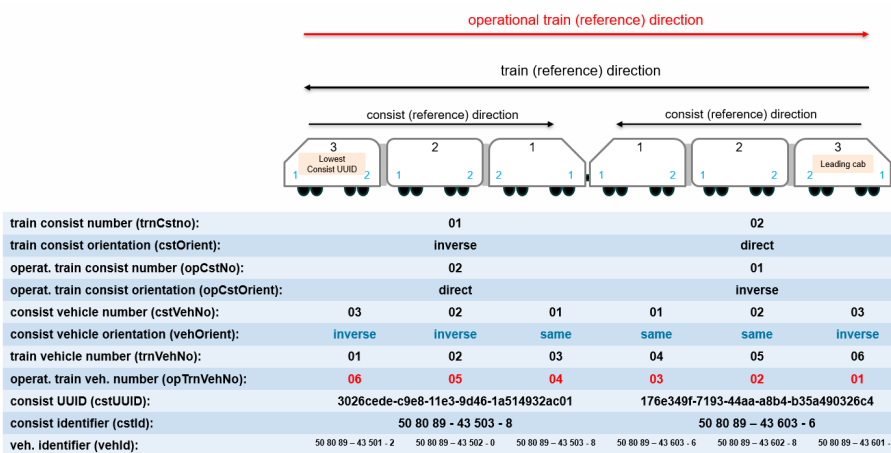 operational train (reference) direction
train (reference) direction
consist (reference) direction consist (reference) direction
3 2 1 1 2 3
Lowest
Consist UUID
Leading cab
1 2 1 2 2 1 1 2 1 2 2 1
train consist number (trnCstno): 01 02
train consist orientation (cstOrient): inverse direct
operat. train consist number (opCstNo): 02 01
operat. train consist orientation (opCstOrient): direct inverse
consist vehicle number (cstVehNo): 03 02 01 01 02 03
consist vehicle orientation (vehOrient): inverse inverse same same same inverse
train vehicle number (trnVehNo): 01 02 03 04 05 06
operat. train veh. number (opTrnVehNo): 06 05 04 03 02 01
consist UUID (cstUUID): 3026cede-c9e8-11e3-9d46-1a514932ac01 176e349f-7193-44aa-a8b4-b35a490326c4
consist identifier (cstId): 50 80 89 - 43 503 - 8 50 80 89 – 43 603 - 6
veh. identifier (vehId): 50 80 89 – 43 501 - 2 50 80 89 – 43 502 - 0 50 80 89 – 43 503 - 8 50 80 89 – 43 603 - 6 50 80 89 – 43 602 - 8 50 80 89 – 43 601 -